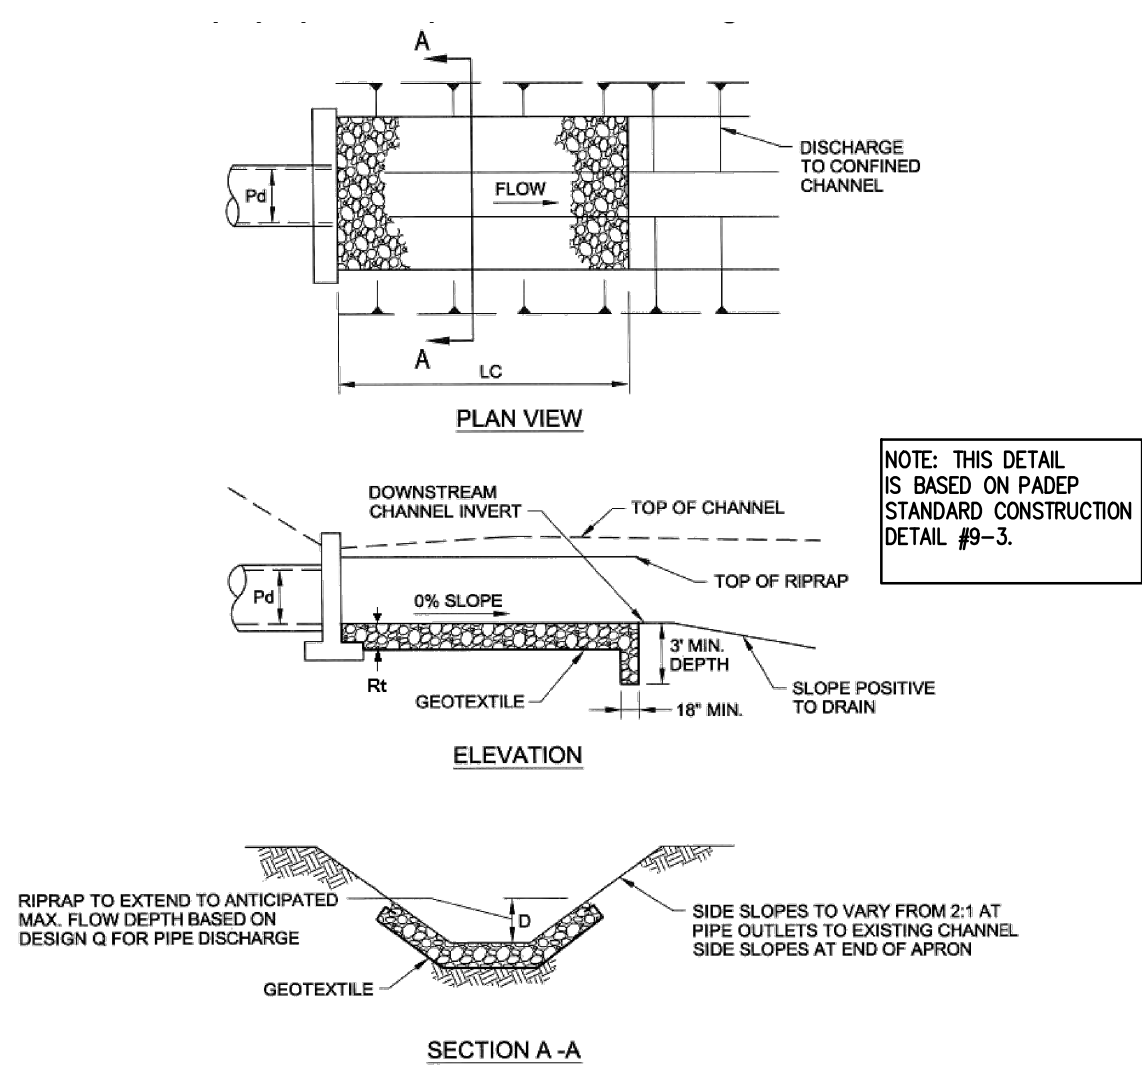 A
DISCHARGE
TO CONFINED
CHANNEL
Pd
FLOW
A
LC
PLAN VIEW
NOTE: THIS DETAIL
IS BASED ON PADEP
STANDARD CONSTRUCTION
DETAIL #9-3.
DOWNSTREAM
CHANNEL INVERT
TOP OF CHANNEL
TOP OF RIPRAP
Pd
0% SLOPE
3' MIN.
DEPTH
Rt
GEOTEXTILE
18" MIN.
SLOPE POSITIVE
TO DRAIN
ELEVATION
RIPRAP TO EXTEND TO ANTICIPATED
MAX. FLOW DEPTH BASED ON
DESIGN Q FOR PIPE DISCHARGE
D
SIDE SLOPES TO VARY FROM 2:1 AT
PIPE OUTLETS TO EXISTING CHANNEL
SIDE SLOPES AT END OF APRON
GEOTEXTILE
SECTION A -A